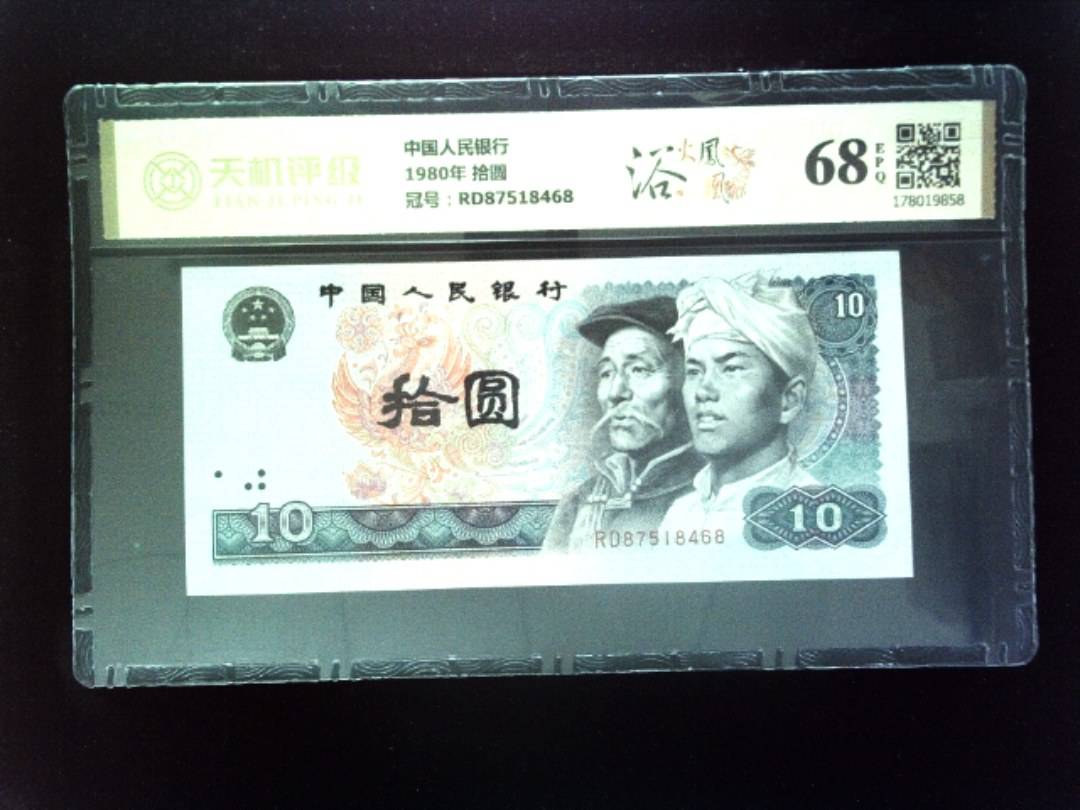 天机评级
TIAN JI PING JI
中国人民银行
1980年 拾圆
冠号：RD87518468
浴火凤凰
68 EPQ
178019858
中国人民银行
10
拾圆
10
RD87518468
10